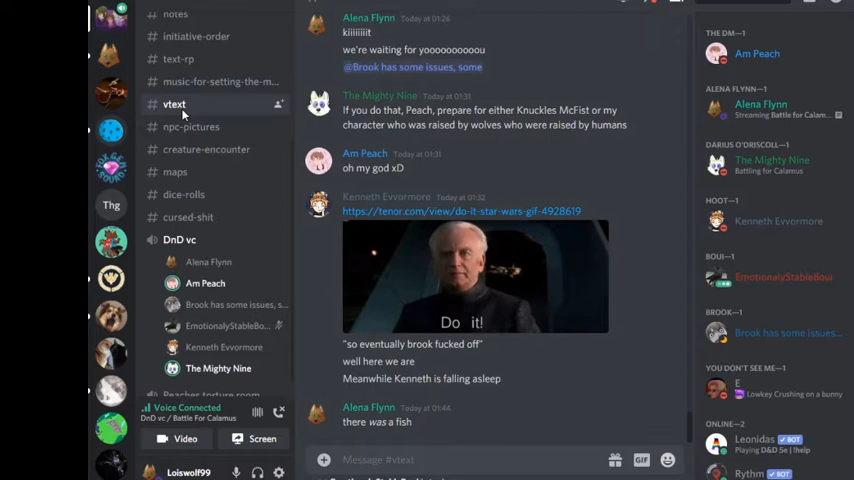 notes
# initiative-order
# text-rp
# music-for-setting-the-m...
# vtext
# npc-pictures
# creature-encounter
# maps
# dice-rolls
# cursed-shit
DnD vc
Alena Flynn
Am Peach
Brook has some issues, s...
EmotionalyStableBo...
Kenneth Evvormore
The Mighty Nine
Peaches torture room
Voice Connected
DnD vc / Battle For Calamus
Video
Screen
Loiswolf99
Thg
Alena Flynn Today at 01:26
kiiiiiiit
we're waiting for yoooooooooou
@Brook has some issues, some
The Mighty Nine Today at 01:31
If you do that, Peach, prepare for either Knuckles McFist or my
character who was raised by wolves who were raised by humans
Am Peach Today at 01:31
oh my god xD
Kenneth Evvormore Today at 01:32
https://tenor.com/view/do-it-star-wars-gif-4928619
Do it!
"so eventually brook fucked off"
well here we are
Meanwhile Kenneth is falling asleep
Alena Flynn Today at 01:44
there was a fish
Message #vtext
GIF
THE DM—1
Am Peach
ALENA FLYNN—1
Alena Flynn
Streaming Battle for Calam...
DARIUS O'DRISCOLL—1
The Mighty Nine
Battling for Calamus
HOOT—1
Kenneth Evvormore
BOUI—1
EmotionalyStableBoui
BROOK—1
Brook has some issues...
YOU DON'T SEE ME—1
E
Lowkey Crushing on a bunny
ONLINE—2
Leonidas BOT
Playing D&D 5e | !help
Rythm BOT